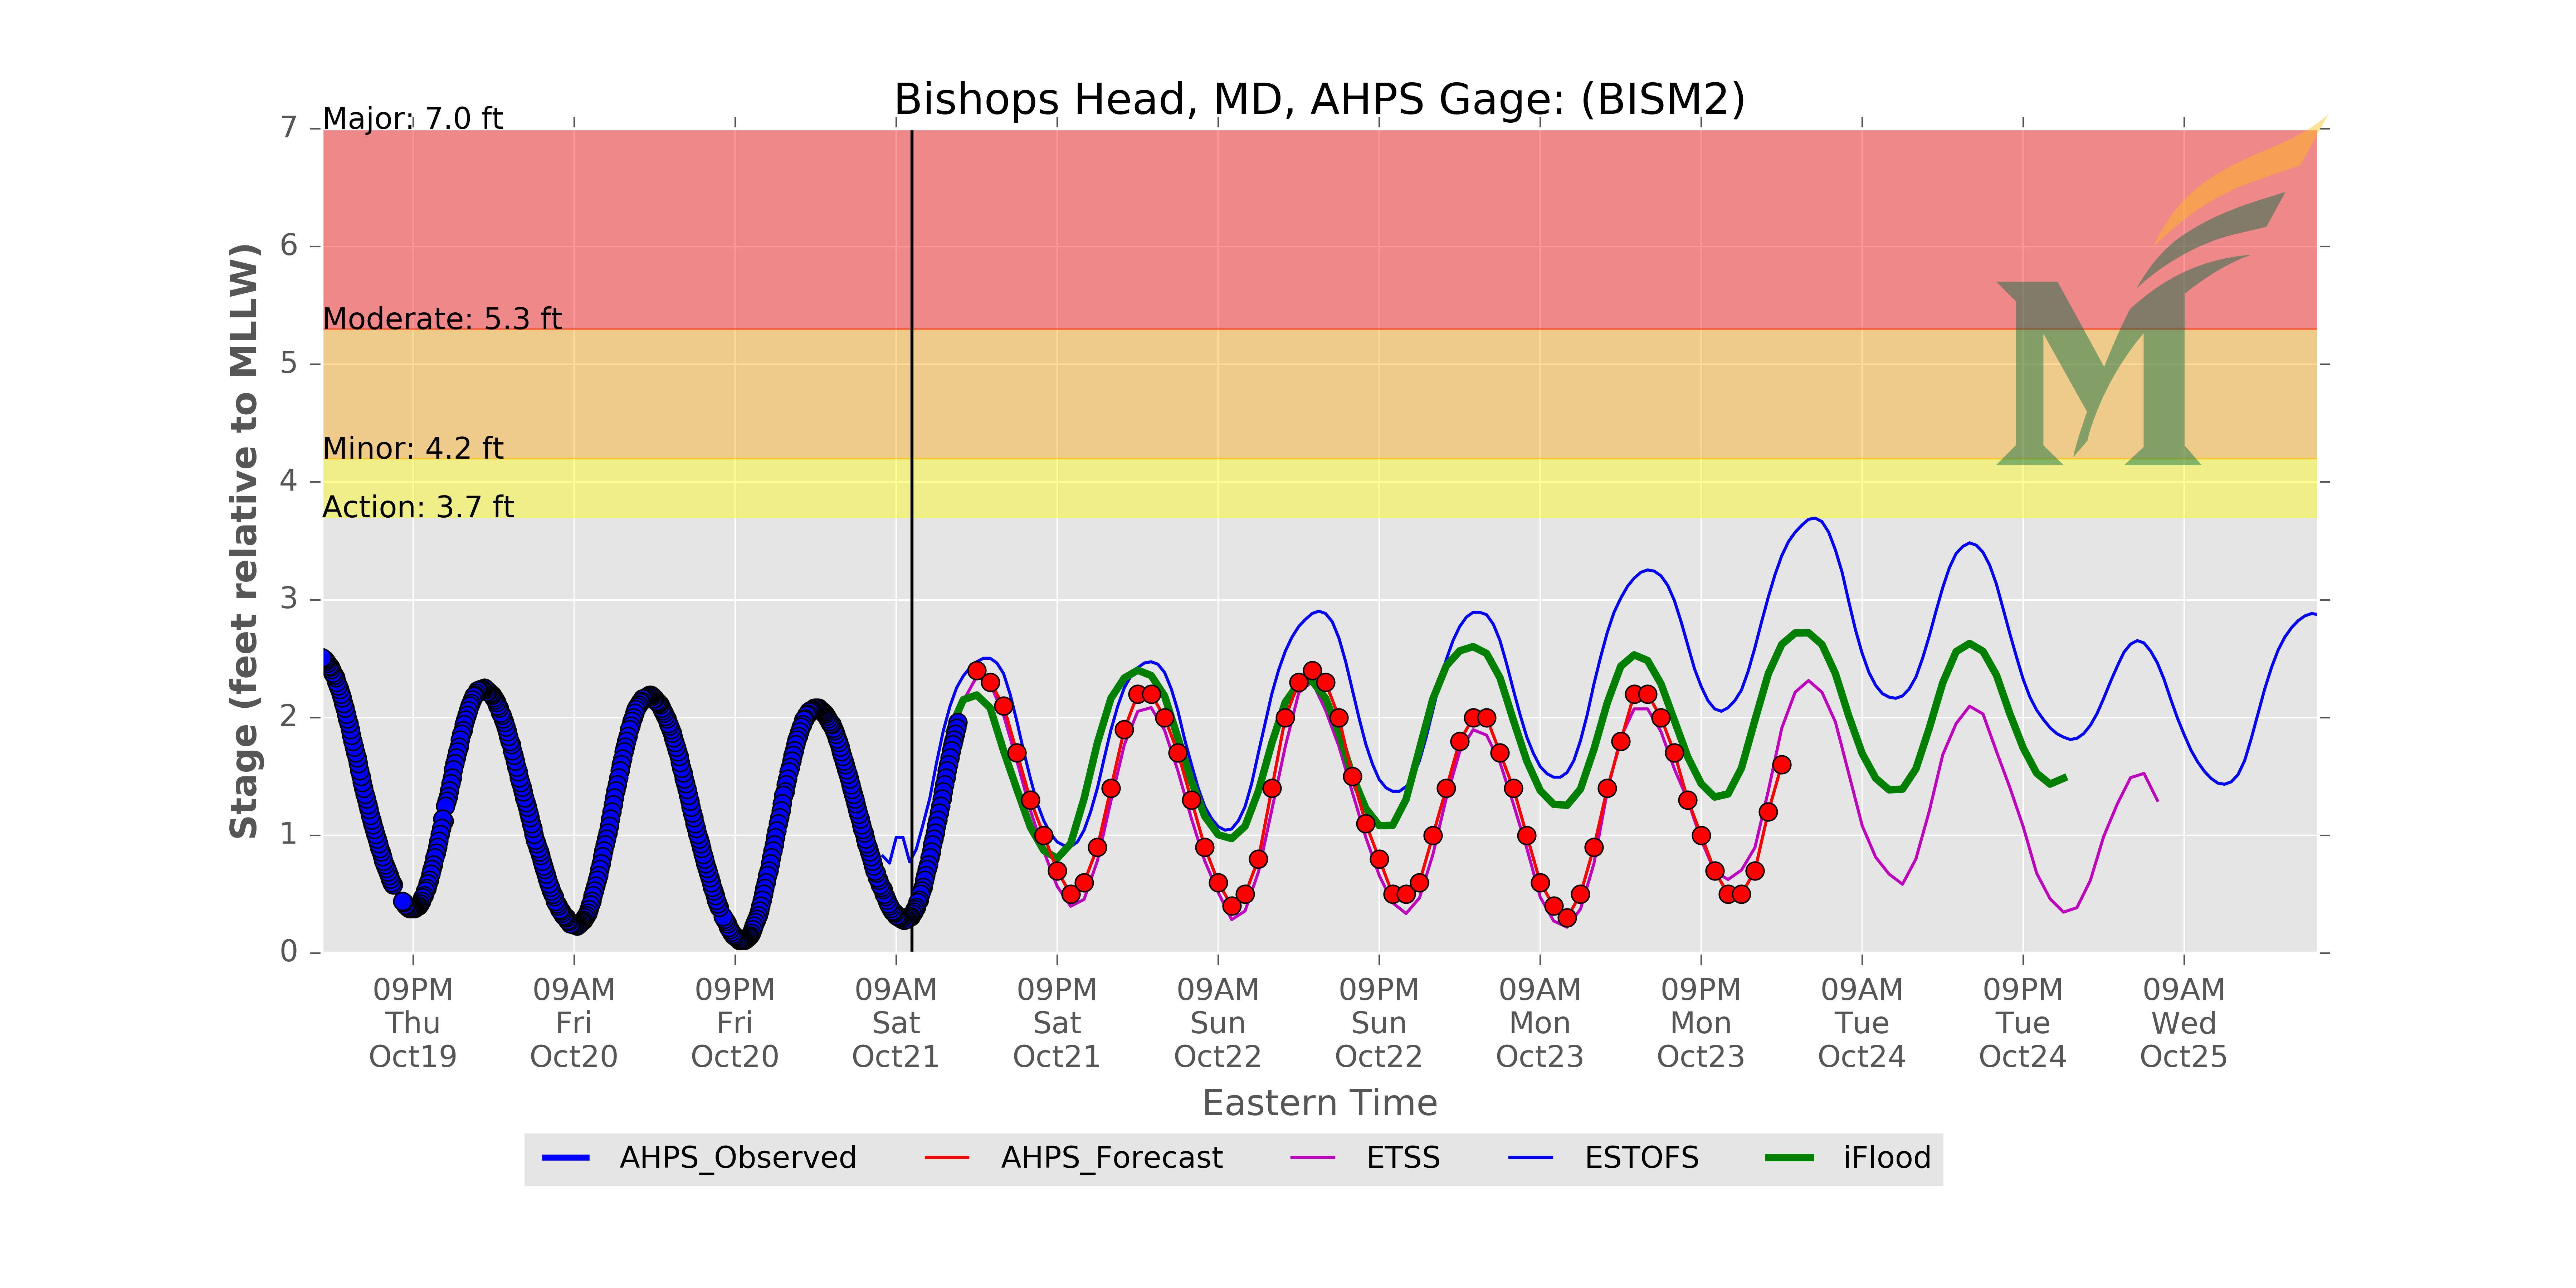 Bishops Head, MD, AHPS Gage: (BISM2)
Major: 7.0 ft
Moderate: 5.3 ft
Minor: 4.2 ft
Action: 3.7 ft
7
6
5
4
3
2
1
0
Stage (feet relative to MLLW)
09PM Thu Oct19
09AM Fri Oct20
09PM Fri Oct20
09AM Sat Oct21
09PM Sat Oct21
09AM Sun Oct22
09PM Sun Oct22
09AM Mon Oct23
09PM Mon Oct23
09AM Tue Oct24
09PM Tue Oct24
09AM Wed Oct25
Eastern Time
AHPS_Observed AHPS_Forecast ETSS ESTOFS iFlood
M